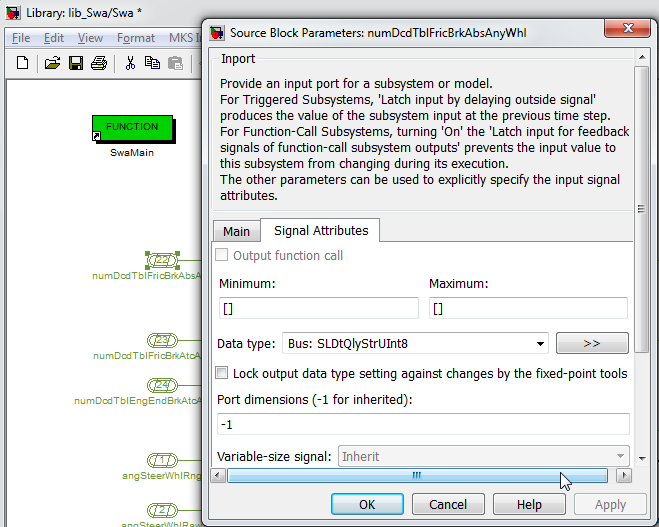 Library: lib_Swa/Swa *
File Edit View Format MKS In
FUNCTION
SwaMain
22
numDcdTblFricBrkAbsA
23
numDcdTblFricBrkAtcA
24
numDcdTblEngEndBrkAtcA
1
angSteerWhlRng
2
angSteerWhlRaw
Source Block Parameters: numDcdTblFricBrkAbsAnyWhl
Inport
Provide an input port for a subsystem or model.
For Triggered Subsystems, 'Latch input by delaying outside signal'
produces the value of the subsystem input at the previous time step.
For Function-Call Subsystems, turning 'On' the 'Latch input for feedback
signals of function-call subsystem outputs' prevents the input value to
this subsystem from changing during its execution.
The other parameters can be used to explicitly specify the input signal
attributes.
Main Signal Attributes
Output function call
Minimum: Maximum:
[] []
Data type: Bus: SLDtQlyStrUInt8 >>
Lock output data type setting against changes by the fixed-point tools
Port dimensions (-1 for inherited):
-1
Variable-size signal: Inherit
OK Cancel Help Apply